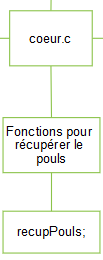 coeur.c
Fonctions pour
récupérer le
pouls
recupPouls;